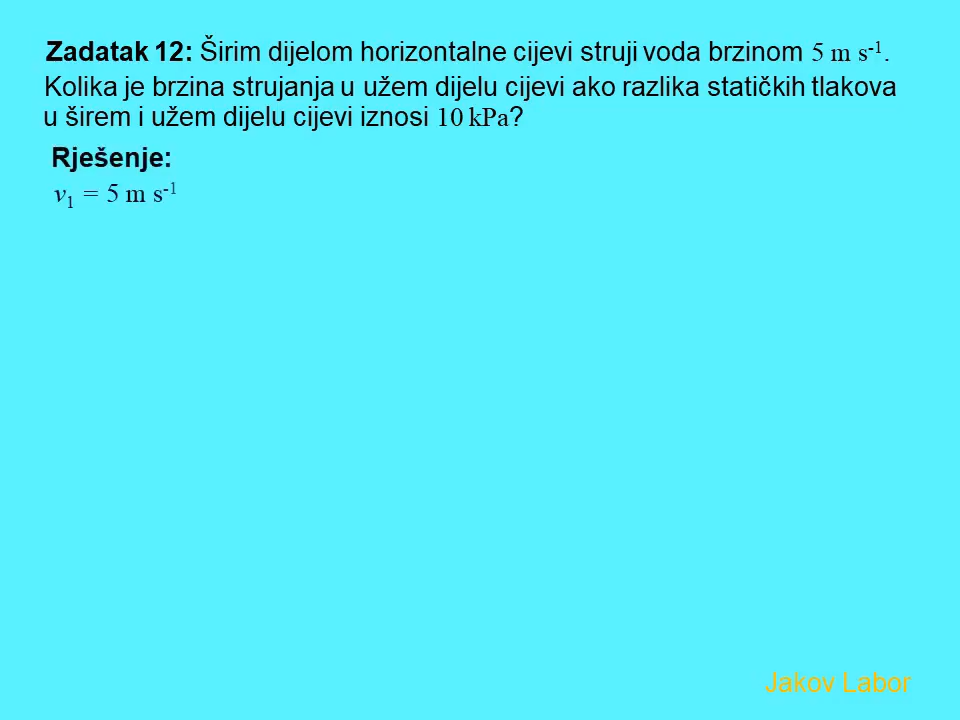 Zadatak 12: Širim dijelom horizontalne cijevi struji voda brzinom 5 m s⁻¹.
Kolika je brzina strujanja u užem dijelu cijevi ako razlika statičkih tlakova
u širem i užem dijelu cijevi iznosi 10 kPa?
Rješenje:
v₁ = 5 m s⁻¹
Jakov Labor